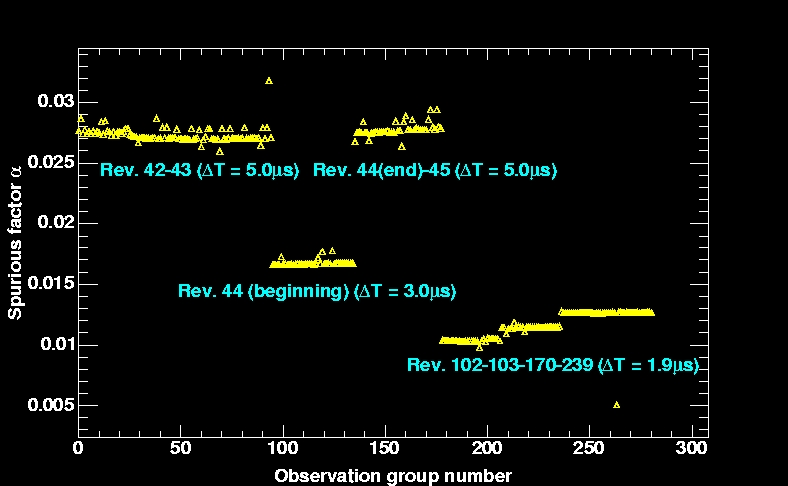 0.03
0.025
Rev. 42-43 (ΔT = 5.0μs) Rev. 44(end)-45 (ΔT = 5.0μs)
0.02
Spurious factor α
0.015
Rev. 44 (beginning) (ΔT = 3.0μs)
0.01
Rev. 102-103-170-239 (ΔT = 1.9μs)
0.005
0 50 100 150 200 250 300
Observation group number